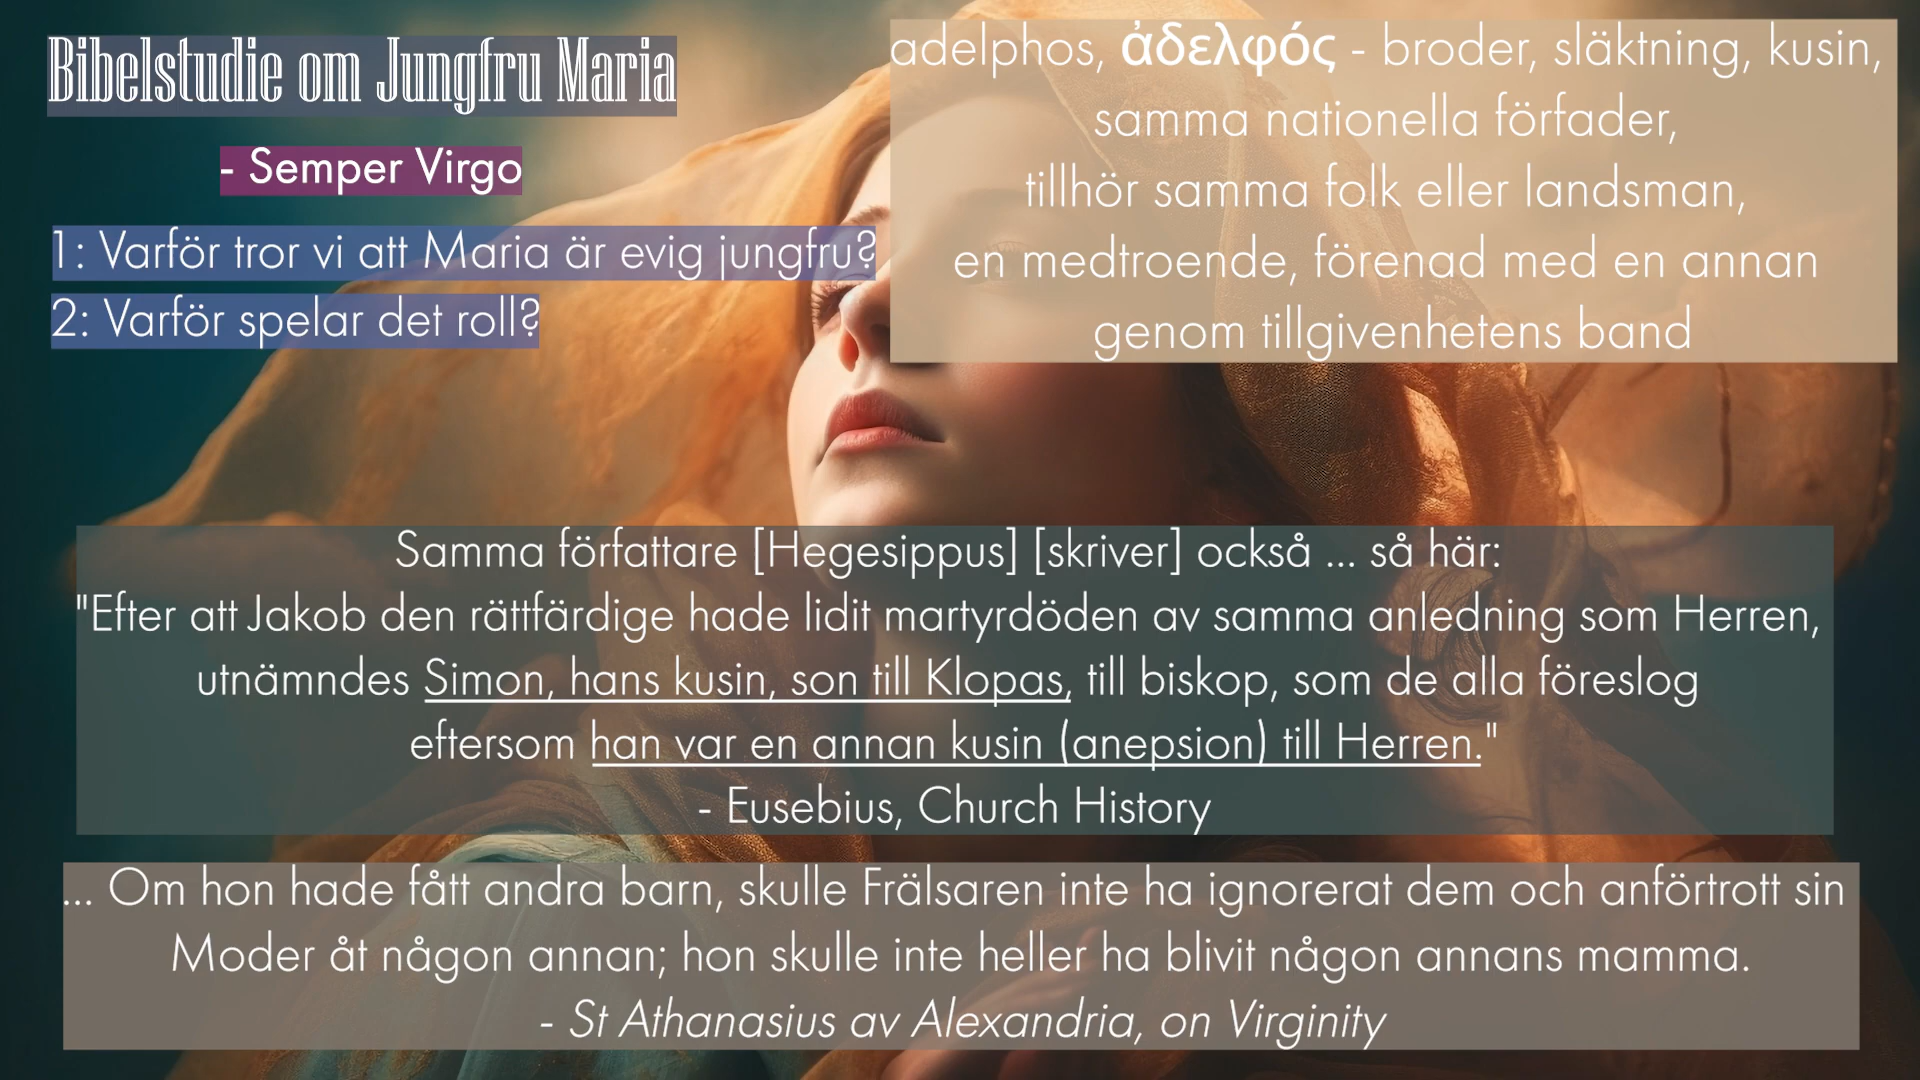 Bibelstudie om Jungfru Maria
- Semper Virgo
1: Varför tror vi att Maria är evig jungfru?
2: Varför spelar det roll?
adelphos, ἀδελφός - broder, släktning, kusin,
samma nationella förfader,
tillhör samma folk eller landsman,
en medtroende, förenad med en annan
genom tillgivenhetens band
Samma författare [Hegesippus] [skriver] också ... så här:
"Efter att Jakob den rättfärdige hade lidit martyrdöden av samma anledning som Herren,
utnämndes Simon, hans kusin, son till Klopas, till biskop, som de alla föreslog
eftersom han var en annan kusin (anepsion) till Herren."
- Eusebius, Church History
... Om hon hade fått andra barn, skulle Frälsaren inte ha ignorerat dem och anförtrott sin
Moder åt någon annan; hon skulle inte heller ha blivit någon annans mamma.
- St Athanasius av Alexandria, on Virginity